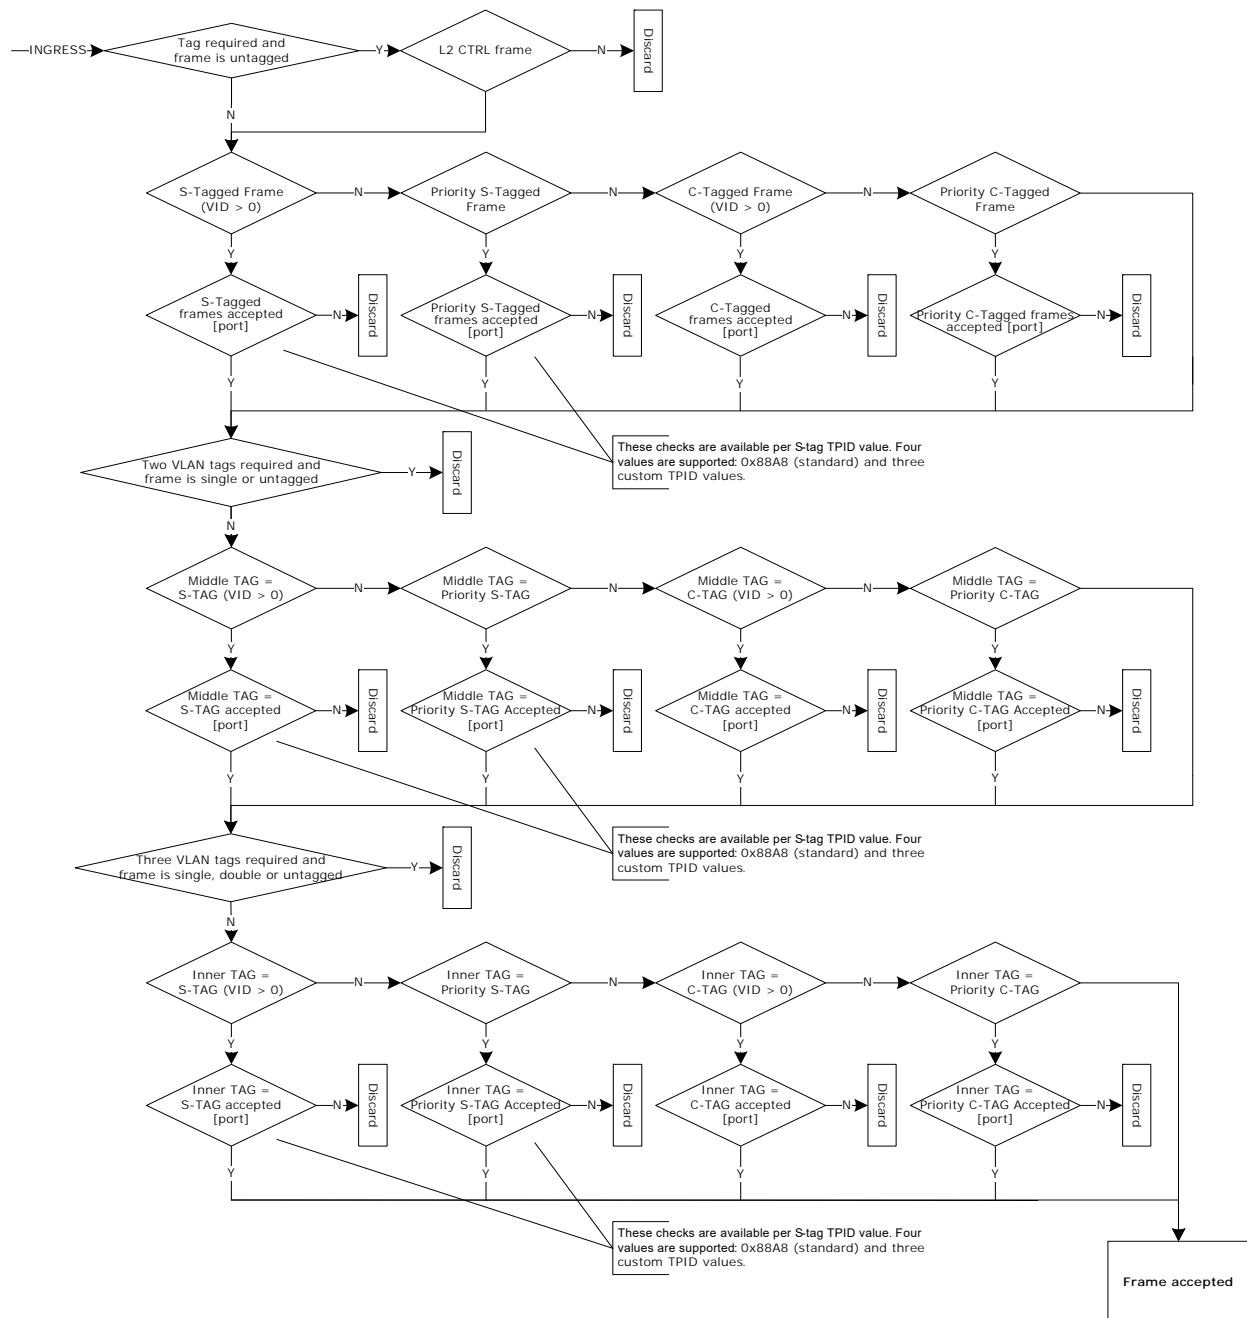 INGRESS
Tag required and
frame is untagged
Y
L2 CTRL frame
N
Discard
N
S-Tagged Frame
(VID > 0)
N
Priority S-Tagged
Frame
N
C-Tagged Frame
(VID > 0)
N
Priority C-Tagged
Frame
Y
Y
Y
Y
S-Tagged
frames accepted
[port]
N
Discard
Priority S-Tagged
frames accepted
[port]
N
Discard
C-Tagged
frames accepted
[port]
N
Discard
Priority C-Tagged frames
accepted [port]
N
Discard
Y
Y
Y
Y
These checks are available per S-tag TPID value. Four
values are supported: 0x88A8 (standard) and three
custom TPID values.
Two VLAN tags required and
frame is single or untagged
Y
Discard
N
Middle TAG =
S-TAG (VID > 0)
N
Middle TAG =
Priority S-TAG
N
Middle TAG =
C-TAG (VID > 0)
N
Middle TAG =
Priority C-TAG
Y
Y
Y
Y
Middle TAG =
S-TAG accepted
[port]
N
Discard
Middle TAG =
Priority S-TAG Accepted
[port]
N
Discard
Middle TAG =
C-TAG accepted
[port]
N
Discard
Middle TAG =
Priority C-TAG Accepted
[port]
N
Discard
Y
Y
Y
Y
These checks are available per S-tag TPID value. Four
values are supported: 0x88A8 (standard) and three
custom TPID values.
Three VLAN tags required and
frame is single, double or untagged
Y
Discard
N
Inner TAG =
S-TAG (VID > 0)
N
Inner TAG =
Priority S-TAG
N
Inner TAG =
C-TAG (VID > 0)
N
Inner TAG =
Priority C-TAG
Y
Y
Y
Y
Inner TAG =
S-TAG accepted
[port]
N
Discard
Inner TAG =
Priority S-TAG Accepted
[port]
N
Discard
Inner TAG =
C-TAG accepted
[port]
N
Discard
Inner TAG =
Priority C-TAG Accepted
[port]
N
Discard
Y
Y
Y
Y
These checks are available per S-tag TPID value. Four
values are supported: 0x88A8 (standard) and three
custom TPID values.
Frame accepted